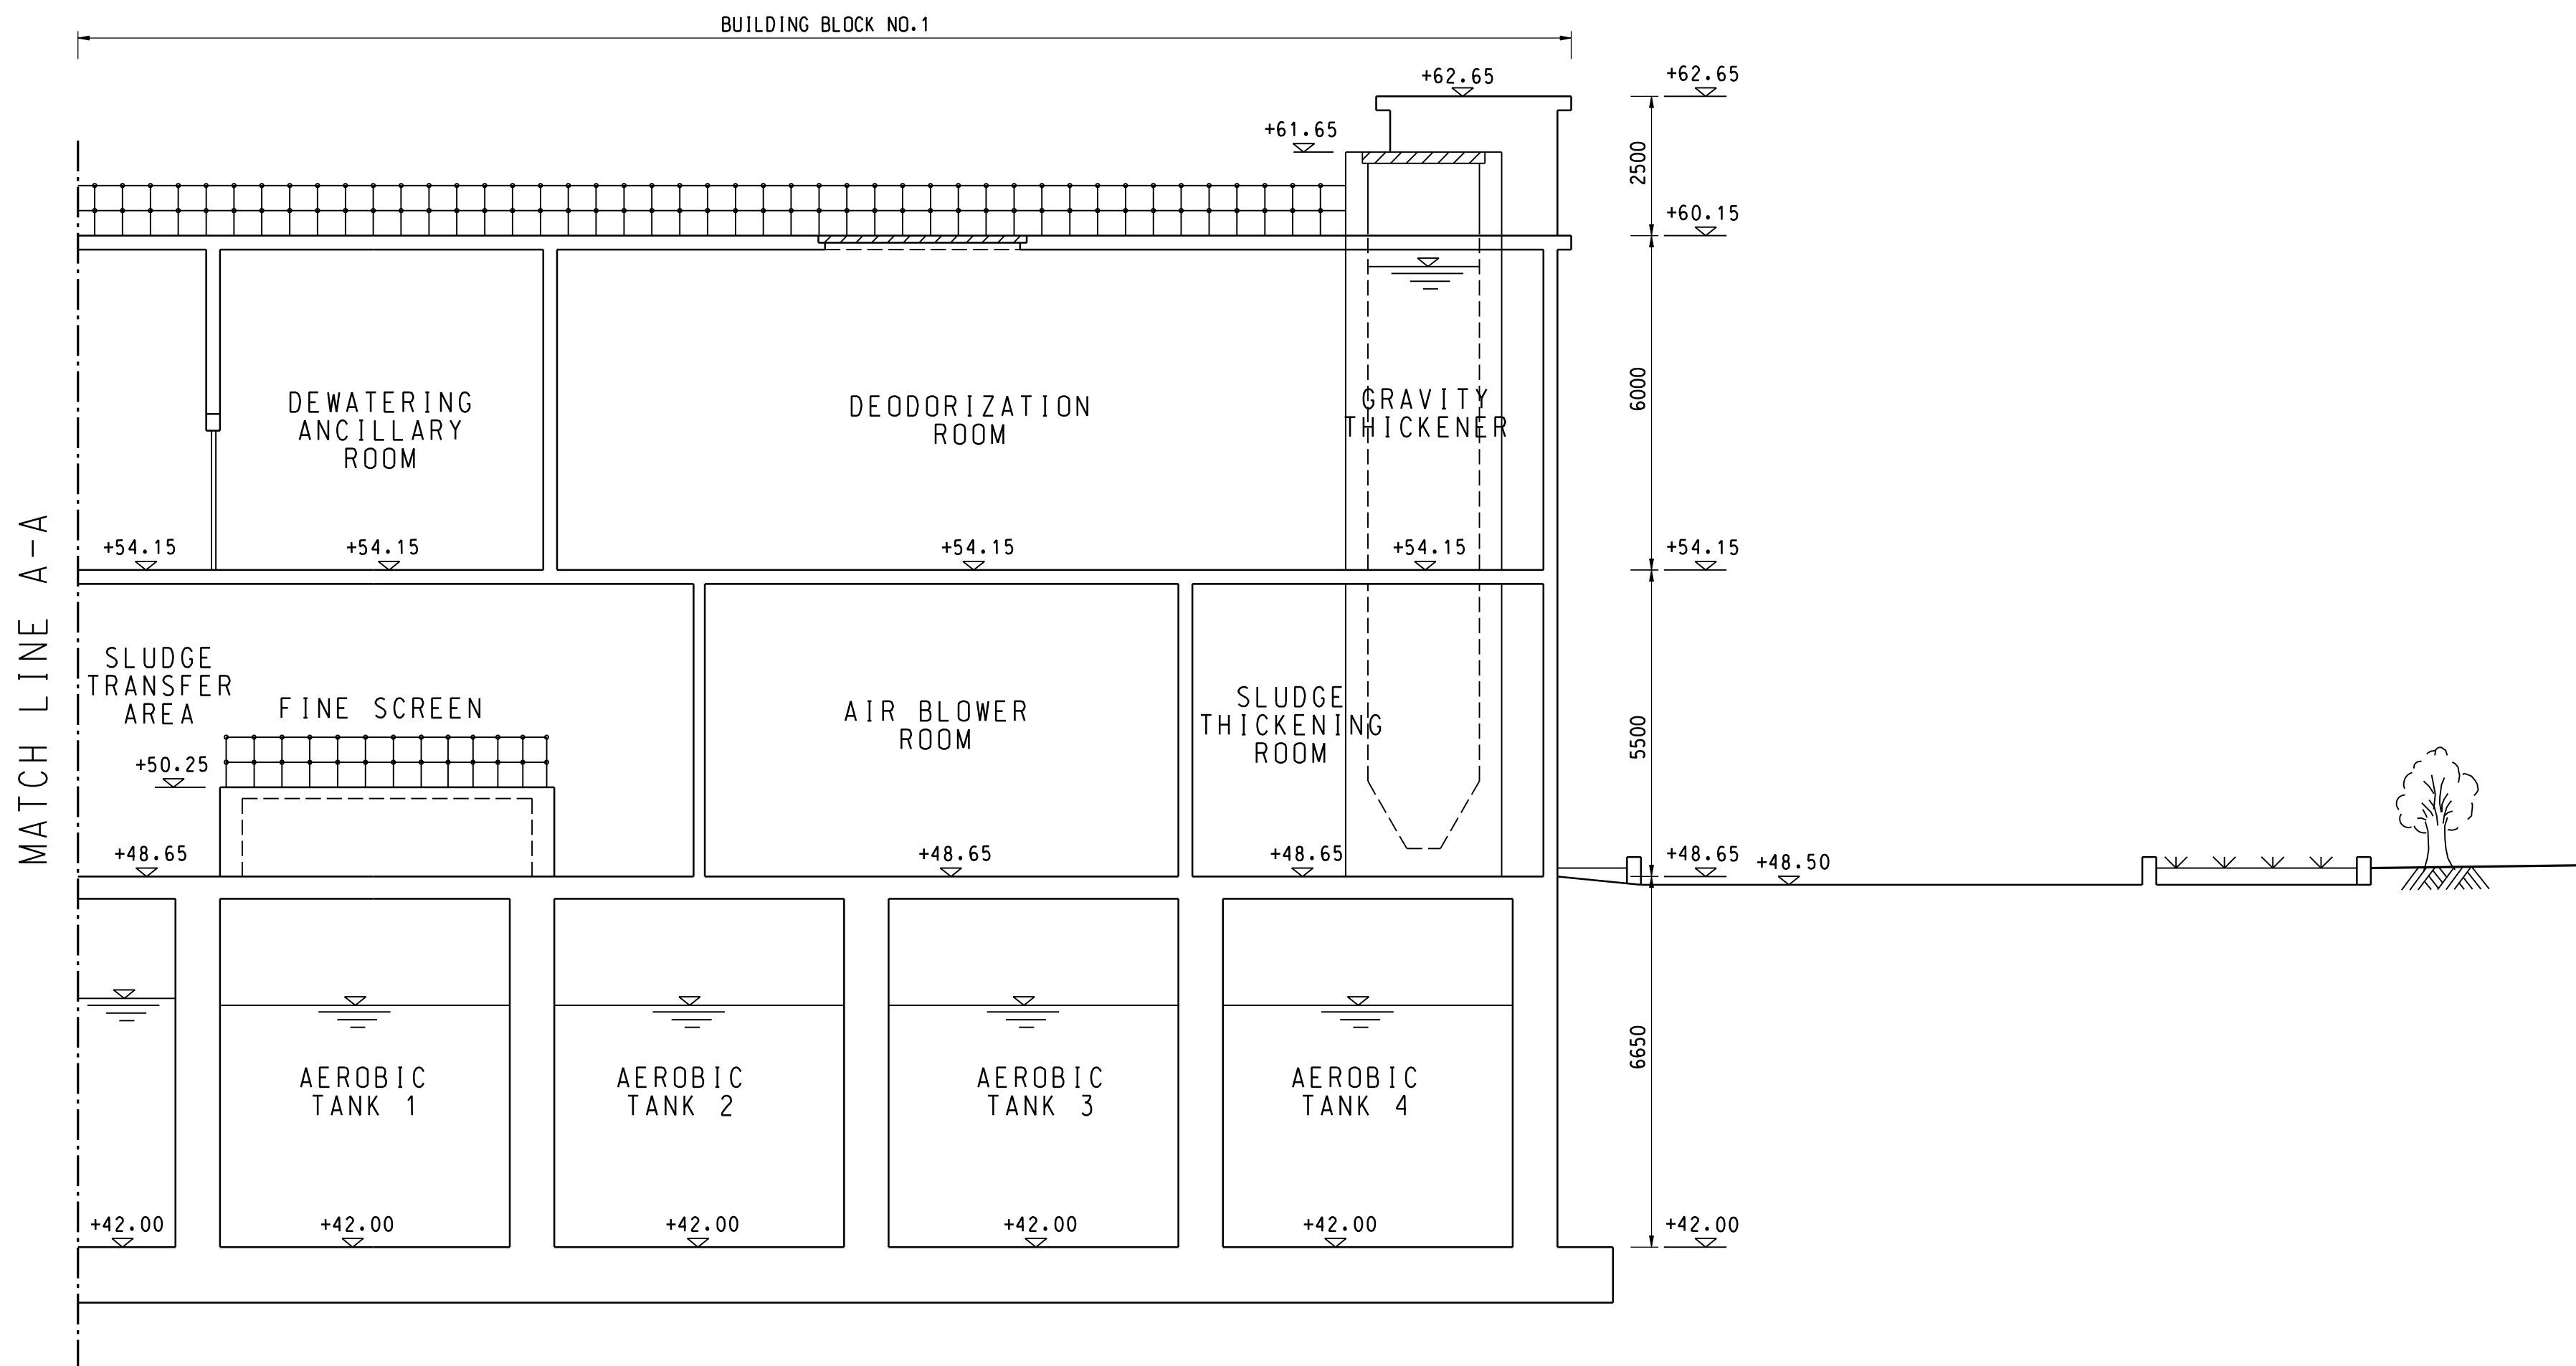 BUILDING BLOCK NO.1
+62.65
+62.65
+61.65
2500
+60.15
DEWATERING
ANCILLARY
ROOM
DEODORIZATION
ROOM
GRAVITY
THICKENER
6000
+54.15
+54.15
+54.15
+54.15
+54.15
MATCH LINE A-A
SLUDGE
TRANSFER
AREA
FINE SCREEN
AIR BLOWER
ROOM
SLUDGE
THICKENING
ROOM
5500
+50.25
+48.65
+48.65
+48.65
+48.65
+48.50
AEROBIC
TANK 1
AEROBIC
TANK 2
AEROBIC
TANK 3
AEROBIC
TANK 4
6650
+42.00
+42.00
+42.00
+42.00
+42.00
+42.00